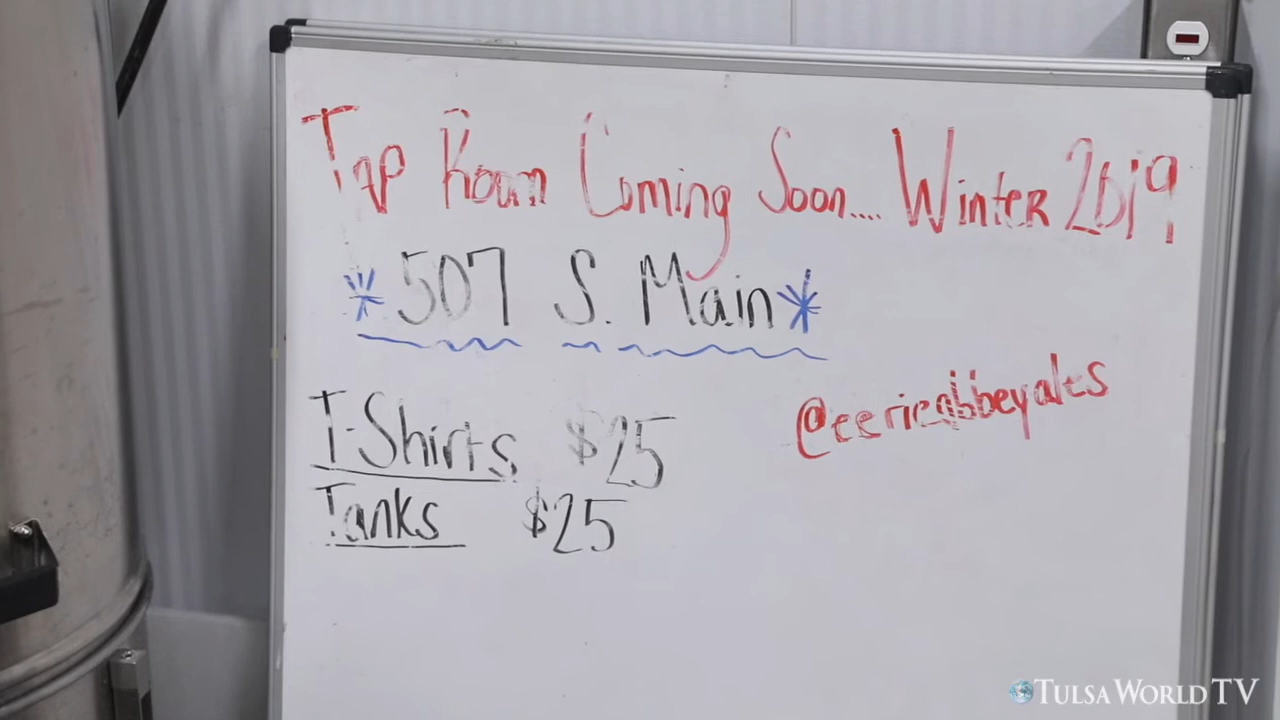 Tap Room Coming Soon.... Winter 2019
*507 S. Main*
T-Shirts $25
Tanks $25
@eerieabbeyales
TULSA WORLD TV